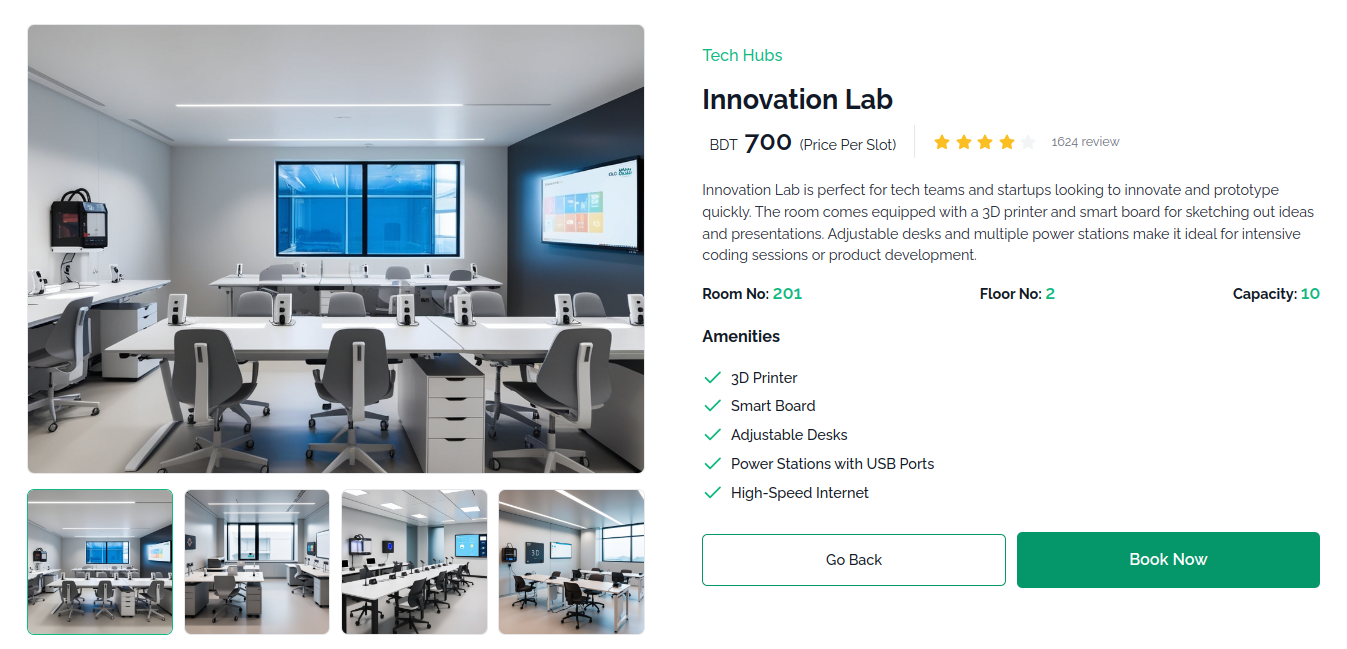 Tech Hubs
Innovation Lab
BDT 700 (Price Per Slot)
1624 review
Innovation Lab is perfect for tech teams and startups looking to innovate and prototype
quickly. The room comes equipped with a 3D printer and smart board for sketching out ideas
and presentations. Adjustable desks and multiple power stations make it ideal for intensive
coding sessions or product development.
Room No: 201
Floor No: 2
Capacity: 10
Amenities
3D Printer
Smart Board
Adjustable Desks
Power Stations with USB Ports
High-Speed Internet
Go Back
Book Now